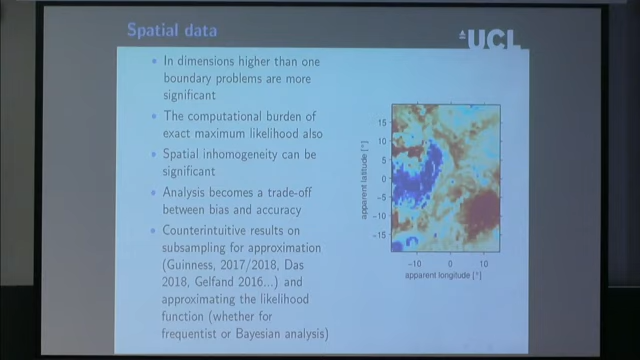 Spatial data
UCL
• In dimensions higher than one
boundary problems are more
significant
• The computational burden of
exact maximum likelihood also
• Spatial inhomogeneity can be
significant
• Analysis becomes a trade-off
between bias and accuracy
• Counterintuitive results on
subsampling for approximation
(Guinness, 2017/2018, Das
2018, Gelfand 2016...) and
approximating the likelihood
function (whether for
frequentist or Bayesian analysis)
apparent latitude [°]
15
10
5
0
−5
−10
−15
−10 0 10
apparent longitude [°]